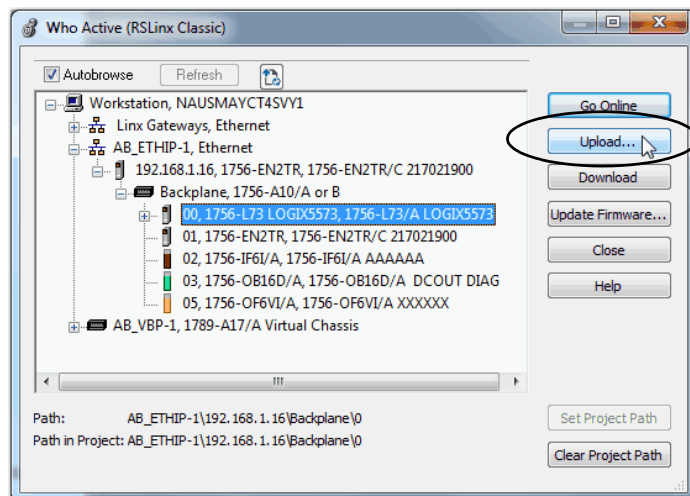 Who Active (RSLinx Classic)
Autobrowse
Refresh
Workstation, NAUSMAYCT4SVY1
Linx Gateways, Ethernet
AB_ETHIP-1, Ethernet
192.168.1.16, 1756-EN2TR, 1756-EN2TR/C 217021900
Backplane, 1756-A10/A or B
00, 1756-L73 LOGIX5573, 1756-L73/A LOGIX5573
01, 1756-EN2TR, 1756-EN2TR/C 217021900
02, 1756-IF6I/A, 1756-IF6I/A AAAAAA
03, 1756-OB16D/A, 1756-OB16D/A DCOUT DIAG
05, 1756-OF6VI/A, 1756-OF6VI/A XXXXXX
AB_VBP-1, 1789-A17/A Virtual Chassis
Go Online
Upload...
Download
Update Firmware...
Close
Help
Path: AB_ETHIP-1\192.168.1.16\Backplane\0
Path in Project: AB_ETHIP-1\192.168.1.16\Backplane\0
Set Project Path
Clear Project Path